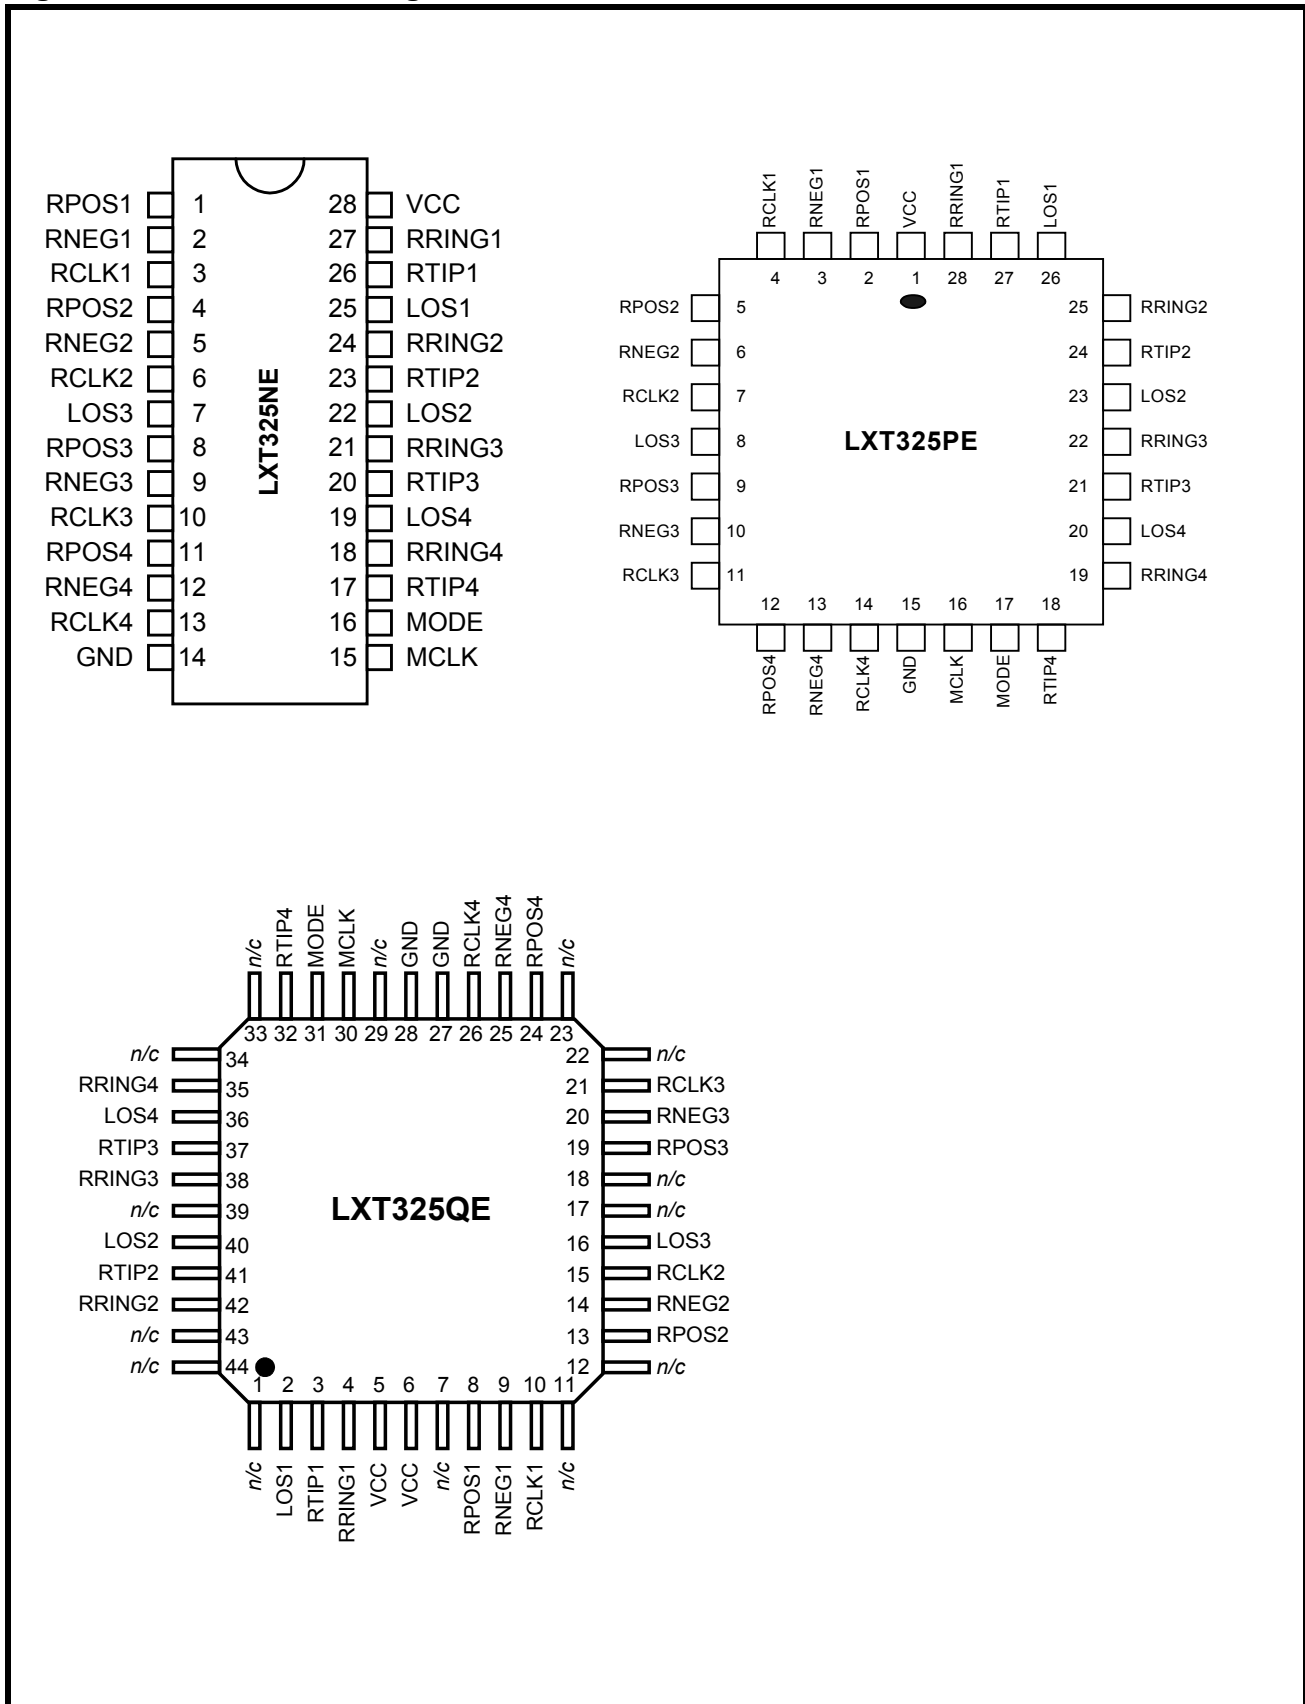 RPOS1 1 28 VCC
RNEG1 2 27 RRING1
RCLK1 3 26 RTIP1
RPOS2 4 25 LOS1
RNEG2 5 24 RRING2
RCLK2 6 23 RTIP2
LOS3 7 22 LOS2
RPOS3 8 21 RRING3
RNEG3 9 20 RTIP3
RCLK3 10 19 LOS4
RPOS4 11 18 RRING4
RNEG4 12 17 RTIP4
RCLK4 13 16 MODE
GND 14 15 MCLK
LXT325NE
RCLK1 RNEG1 RPOS1 VCC RRING1 RTIP1 LOS1
4 3 2 1 28 27 26
RPOS2 5 25 RRING2
RNEG2 6 24 RTIP2
RCLK2 7 23 LOS2
LOS3 8 LXT325PE 22 RRING3
RPOS3 9 21 RTIP3
RNEG3 10 20 LOS4
RCLK3 11 19 RRING4
12 13 14 15 16 17 18
RPOS4 RNEG4 RCLK4 GND MCLK MODE RTIP4
n/c RTIP4 MODE MCLK n/c GND GND RCLK4 RNEG4 RPOS4 n/c
33 32 31 30 29 28 27 26 25 24 23
n/c 34 22 n/c
RRING4 35 21 RCLK3
LOS4 36 20 RNEG3
RTIP3 37 19 RPOS3
RRING3 38 18 n/c
n/c 39 LXT325QE 17 n/c
LOS2 40 16 LOS3
RTIP2 41 15 RCLK2
RRING2 42 14 RNEG2
n/c 43 13 RPOS2
n/c 44 12 n/c
1 2 3 4 5 6 7 8 9 10 11
n/c LOS1 RTIP1 RRING1 VCC VCC n/c RPOS1 RNEG1 RCLK1 n/c